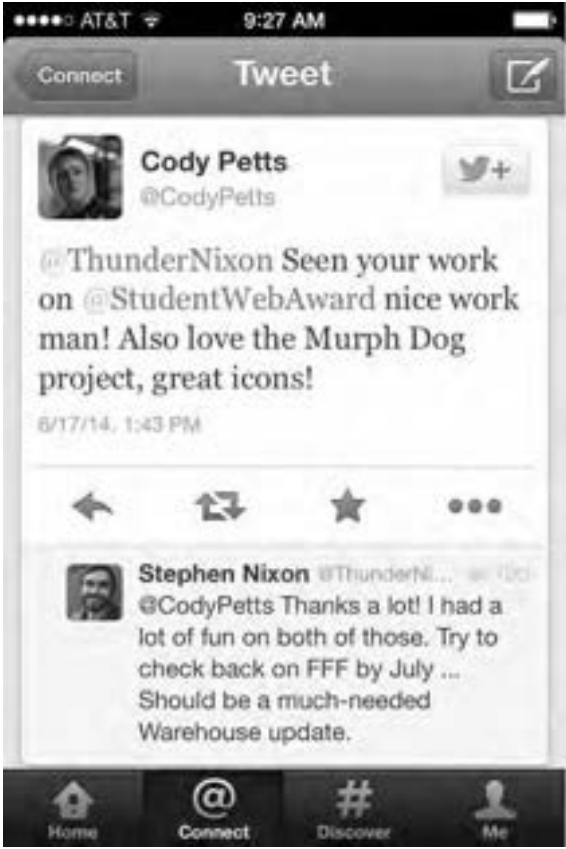 AT&T 9:27 AM
Connect Tweet
Cody Petts
@CodyPetts
@ThunderNixon Seen your work
on @StudentWebAward nice work
man! Also love the Murph Dog
project, great icons!
6/17/14, 1:43 PM
Stephen Nixon @ThunderNi...
@CodyPetts Thanks a lot! I had a
lot of fun on both of those. Try to
check back on FFF by July ...
Should be a much-needed
Warehouse update.
Home Connect Discover Me